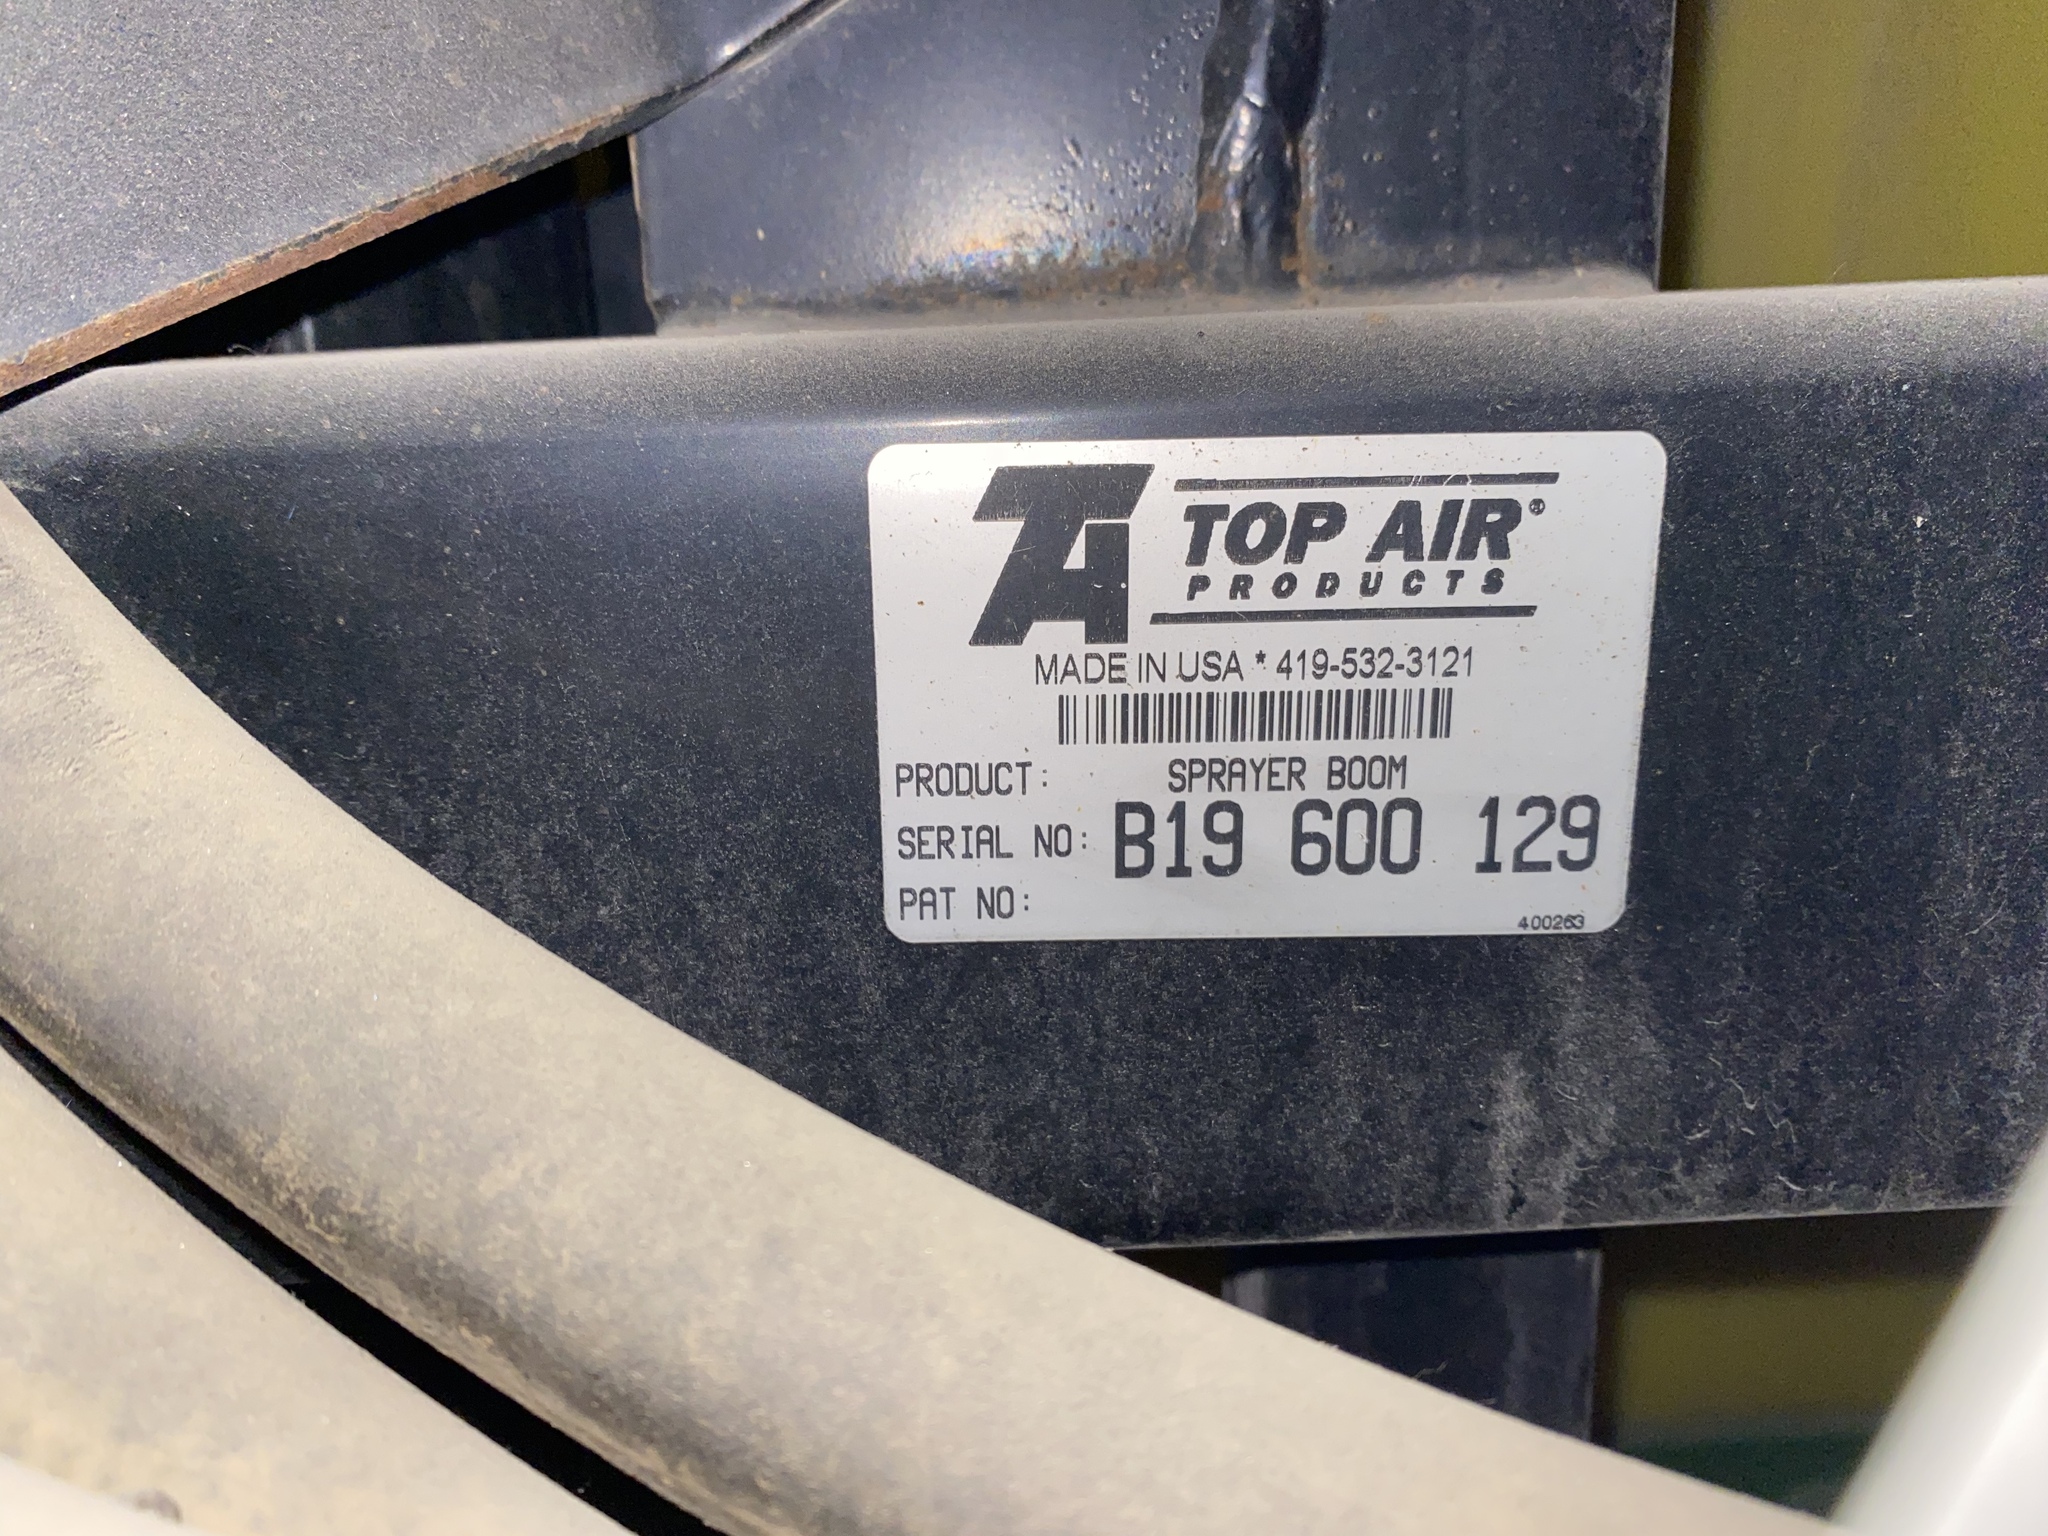 TA TOP AIR®
PRODUCTS
MADE IN USA * 419-532-3121
PRODUCT: SPRAYER BOOM
SERIAL NO: B19 600 129
PAT NO:
400263